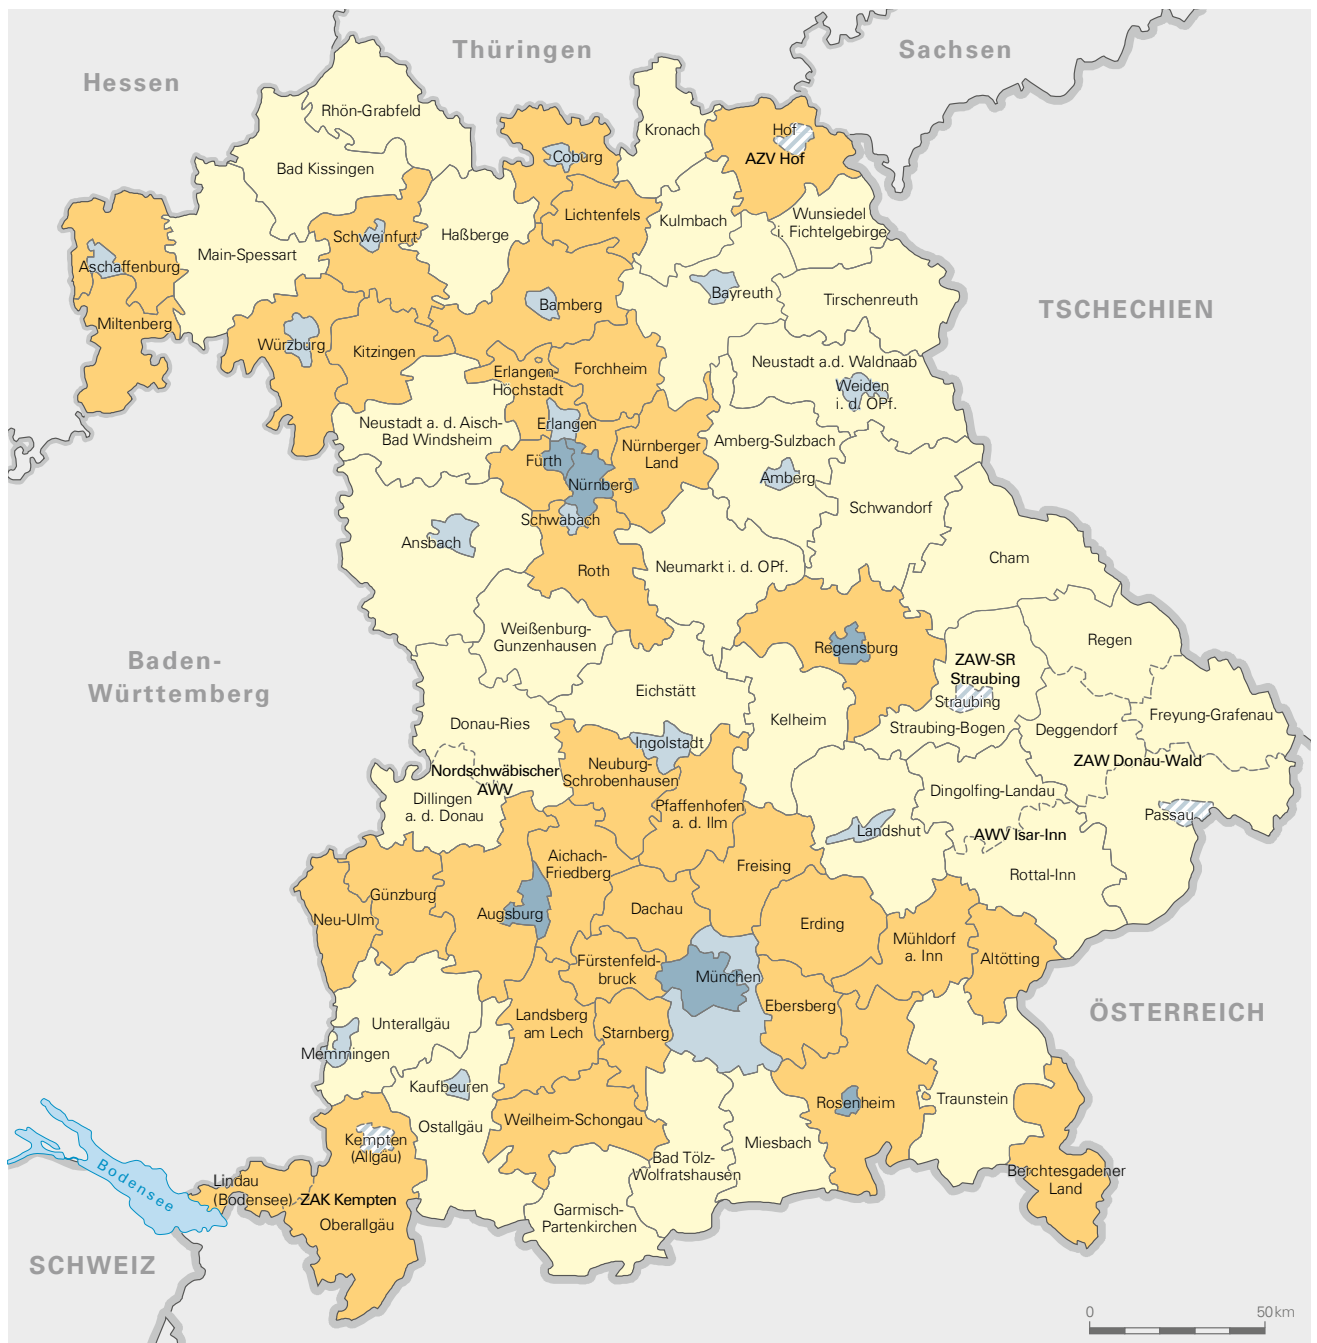 Thüringen
Sachsen
Hessen
Rhön-Grabfeld
Kronach
Hof
AZV Hof
Coburg
Bad Kissingen
Lichtenfels
Kulmbach
Wunsiedel
i. Fichtelgebirge
Schweinfurt
Haßberge
Main-Spessart
Aschaffenburg
Bayreuth
Tirschenreuth
TSCHECHIEN
Bamberg
Miltenberg
Würzburg
Kitzingen
Erlangen-
Höchstadt
Forchheim
Neustadt a.d. Waldnaab
Weiden
i. d. OPf.
Neustadt a. d. Aisch-
Bad Windsheim
Erlangen
Nürnberger
Land
Amberg-Sulzbach
Fürth
Nürnberg
Amberg
Schwandorf
Schwabach
Ansbach
Roth
Neumarkt i. d. OPf.
Cham
Weißenburg-
Gunzenhausen
Regensburg
Regen
Baden-
Württemberg
ZAW-SR
Straubing
Straubing
Eichstätt
Kelheim
Straubing-Bogen
Deggendorf
Freyung-Grafenau
Donau-Ries
Ingolstadt
ZAW Donau-Wald
Nordschwäbischer
AWV
Neuburg-
Schrobenhausen
Dillingen
a. d. Donau
Pfaffenhofen
a. d. Ilm
Dingolfing-Landau
Passau
Landshut
AWV Isar-Inn
Rottal-Inn
Aichach-
Friedberg
Freising
Günzburg
Neu-Ulm
Augsburg
Dachau
Erding
Mühldorf
a. Inn
Altötting
Fürstenfeld-
bruck
München
Ebersberg
ÖSTERREICH
Landsberg
am Lech
Starnberg
Unterallgäu
Memmingen
Kaufbeuren
Ostallgäu
Weilheim-Schongau
Rosenheim
Traunstein
Kempten
(Allgäu)
Miesbach
Bad Tölz-
Wolfratshausen
Berchtesgadener
Land
Bodensee
Lindau
(Bodensee)
ZAK Kempten
Oberallgäu
Garmisch-
Partenkirchen
SCHWEIZ
0 50 km